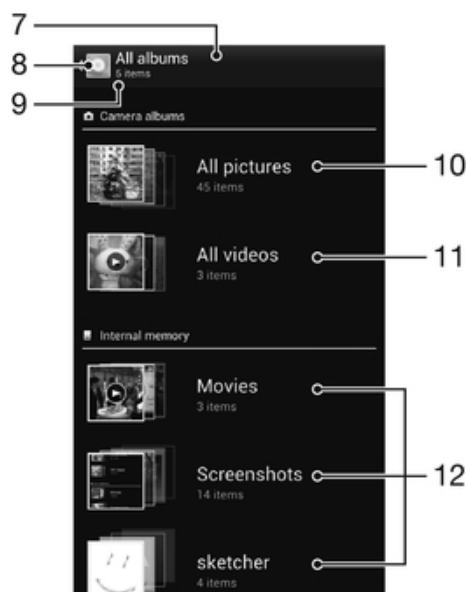 7
8
All albums
5 items
9
Camera albums
All pictures
45 items
10
All videos
3 items
11
Internal memory
Movies
3 items
Screenshots
14 items
12
sketcher
4 items